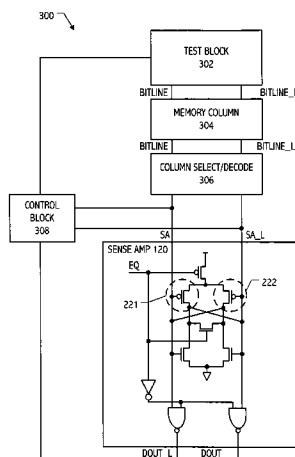 300
TEST BLOCK
302
BITLINE
MEMORY COLUMN
304
BITLINE BITLINE_L
COLUMN SELECT/DECODE
306
CONTROL
BLOCK
308
SA SA_L
SENSE AMP 120
EQ
221
222
DOUT_L DOUT